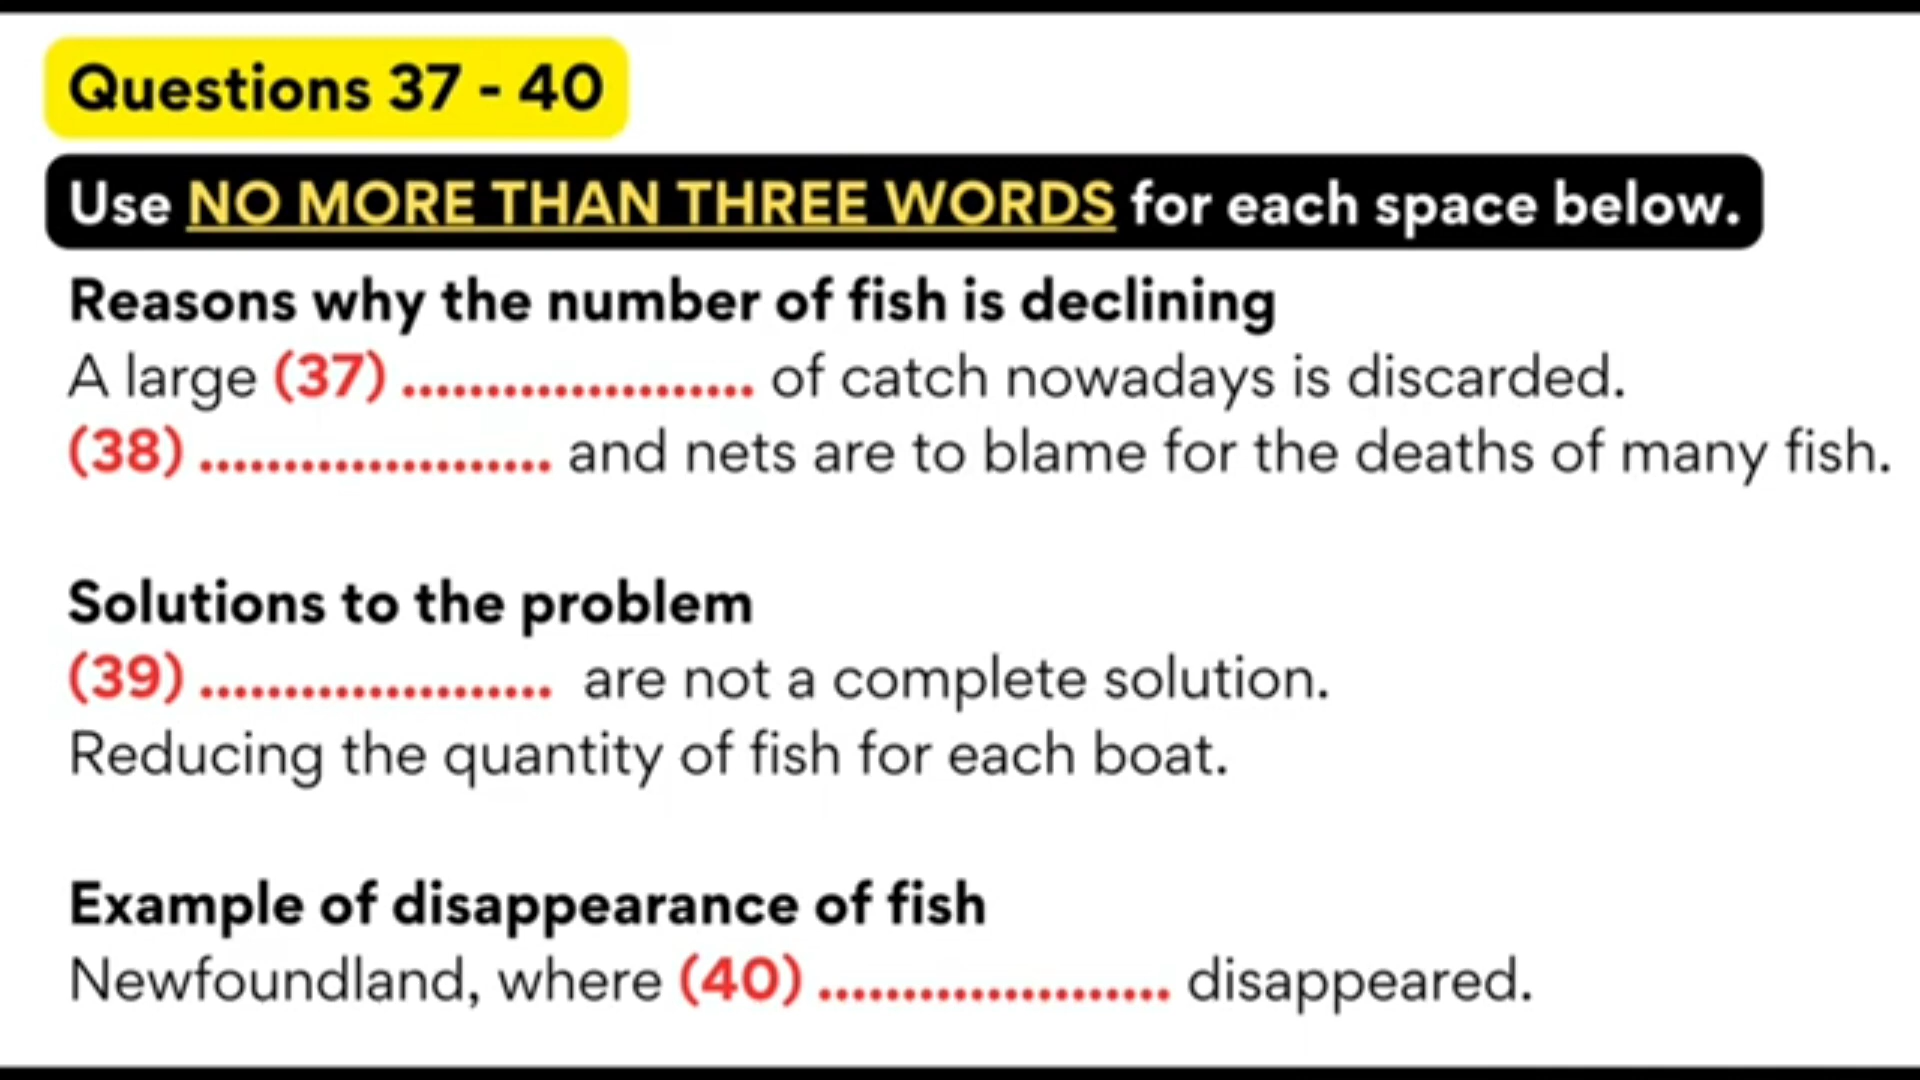 Questions 37 - 40
Use NO MORE THAN THREE WORDS for each space below.
Reasons why the number of fish is declining
A large (37) ..................... of catch nowadays is discarded.
(38) ..................... and nets are to blame for the deaths of many fish.
Solutions to the problem
(39) ..................... are not a complete solution.
Reducing the quantity of fish for each boat.
Example of disappearance of fish
Newfoundland, where (40) ..................... disappeared.